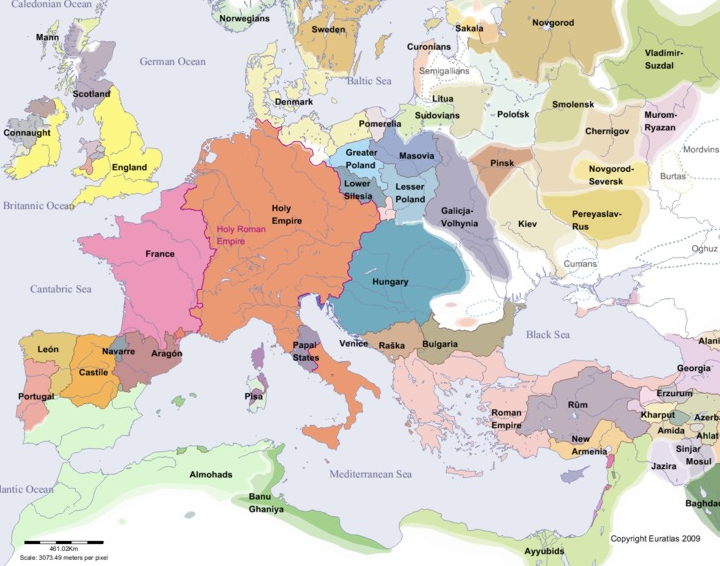 Caledonian Ocean
Norwegians
Sweden
Novgorod
Sakala
Mann
Curonians
Vladimir-
Suzdal
German Ocean
Semigallians
Baltic Sea
Scotland
Denmark
Litua
Smolensk
Murom-
Ryazan
Connaught
Pomerelia
Sudovians
Polotsk
Chernigov
Greater
Poland
Masovia
Mordvins
England
Pinsk
Novgorod-
Seversk
Burtas
Lower
Silesia
Lesser
Poland
Britannic Ocean
Holy
Empire
Galicja-
Volhynia
Pereyaslav-
Rus
Kiev
Holy Roman
Empire
Oghuz
France
Cumans
Hungary
Cantabric Sea
Black Sea
Alani
León
Navarre
Aragón
Papal
States
Venice
Raška
Bulgaria
Georgia
Castile
Portugal
Pisa
Roman
Empire
Rûm
Erzurum
Kharput
Azerb
Amida
Ahlat
New
Armenia
Sinjar
Mosul
Jazira
Almohads
Mediterranean Sea
lantic Ocean
Banu
Ghaniya
Baghdad
461.02Km
Scale: 3073.49 meters per pixel
Ayyubids
Copyright Euratlas 2009